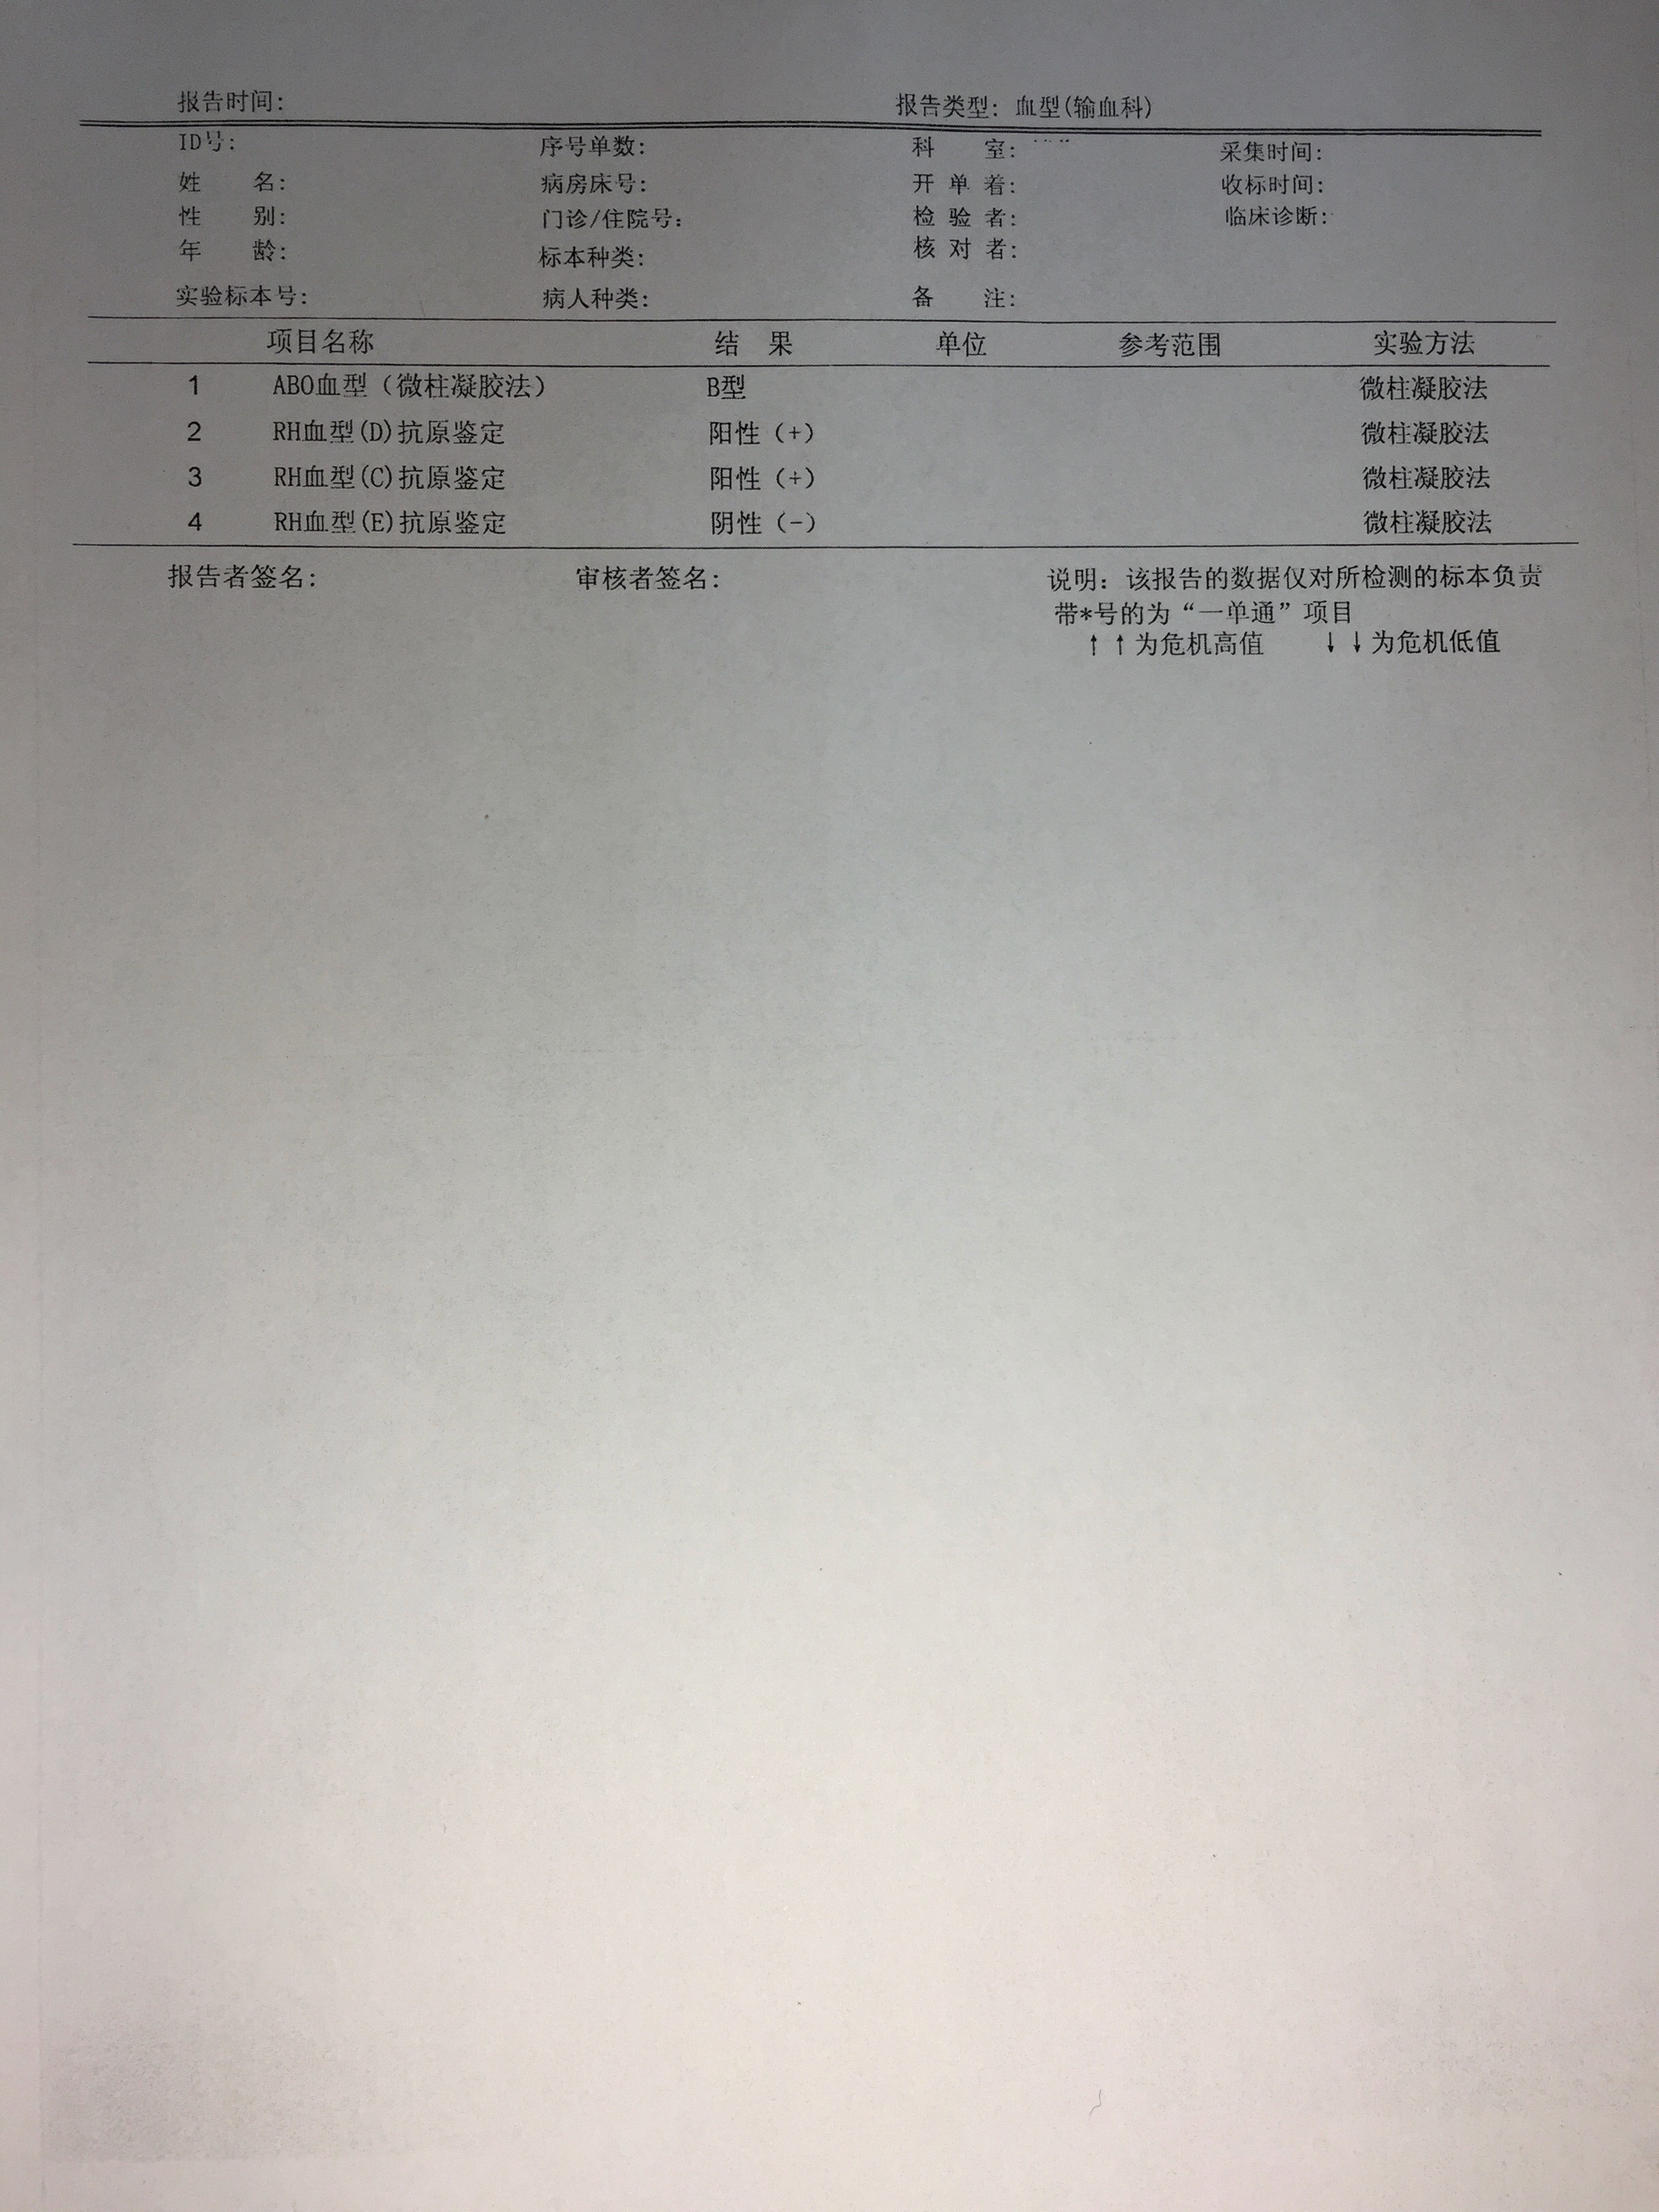 报告时间: 报告类型: 血型(输血科)
ID号: 序号单数: 科 室: 采集时间:
姓 名: 病房床号: 开 单 着: 收标时间:
性 别: 门诊/住院号: 检 验 者: 临床诊断:
年 龄: 标本种类: 核 对 者:
实验标本号: 病人种类: 备 注:
项目名称 结 果 单位 参考范围 实验方法
1 ABO血型（微柱凝胶法） B型 微柱凝胶法
2 RH血型(D)抗原鉴定 阳性（+） 微柱凝胶法
3 RH血型(C)抗原鉴定 阳性（+） 微柱凝胶法
4 RH血型(E)抗原鉴定 阴性（-） 微柱凝胶法
报告者签名: 审核者签名: 说明: 该报告的数据仅对所检测的标本负责
带*号的为“一单通”项目
↑↑为危机高值 ↓↓为危机低值